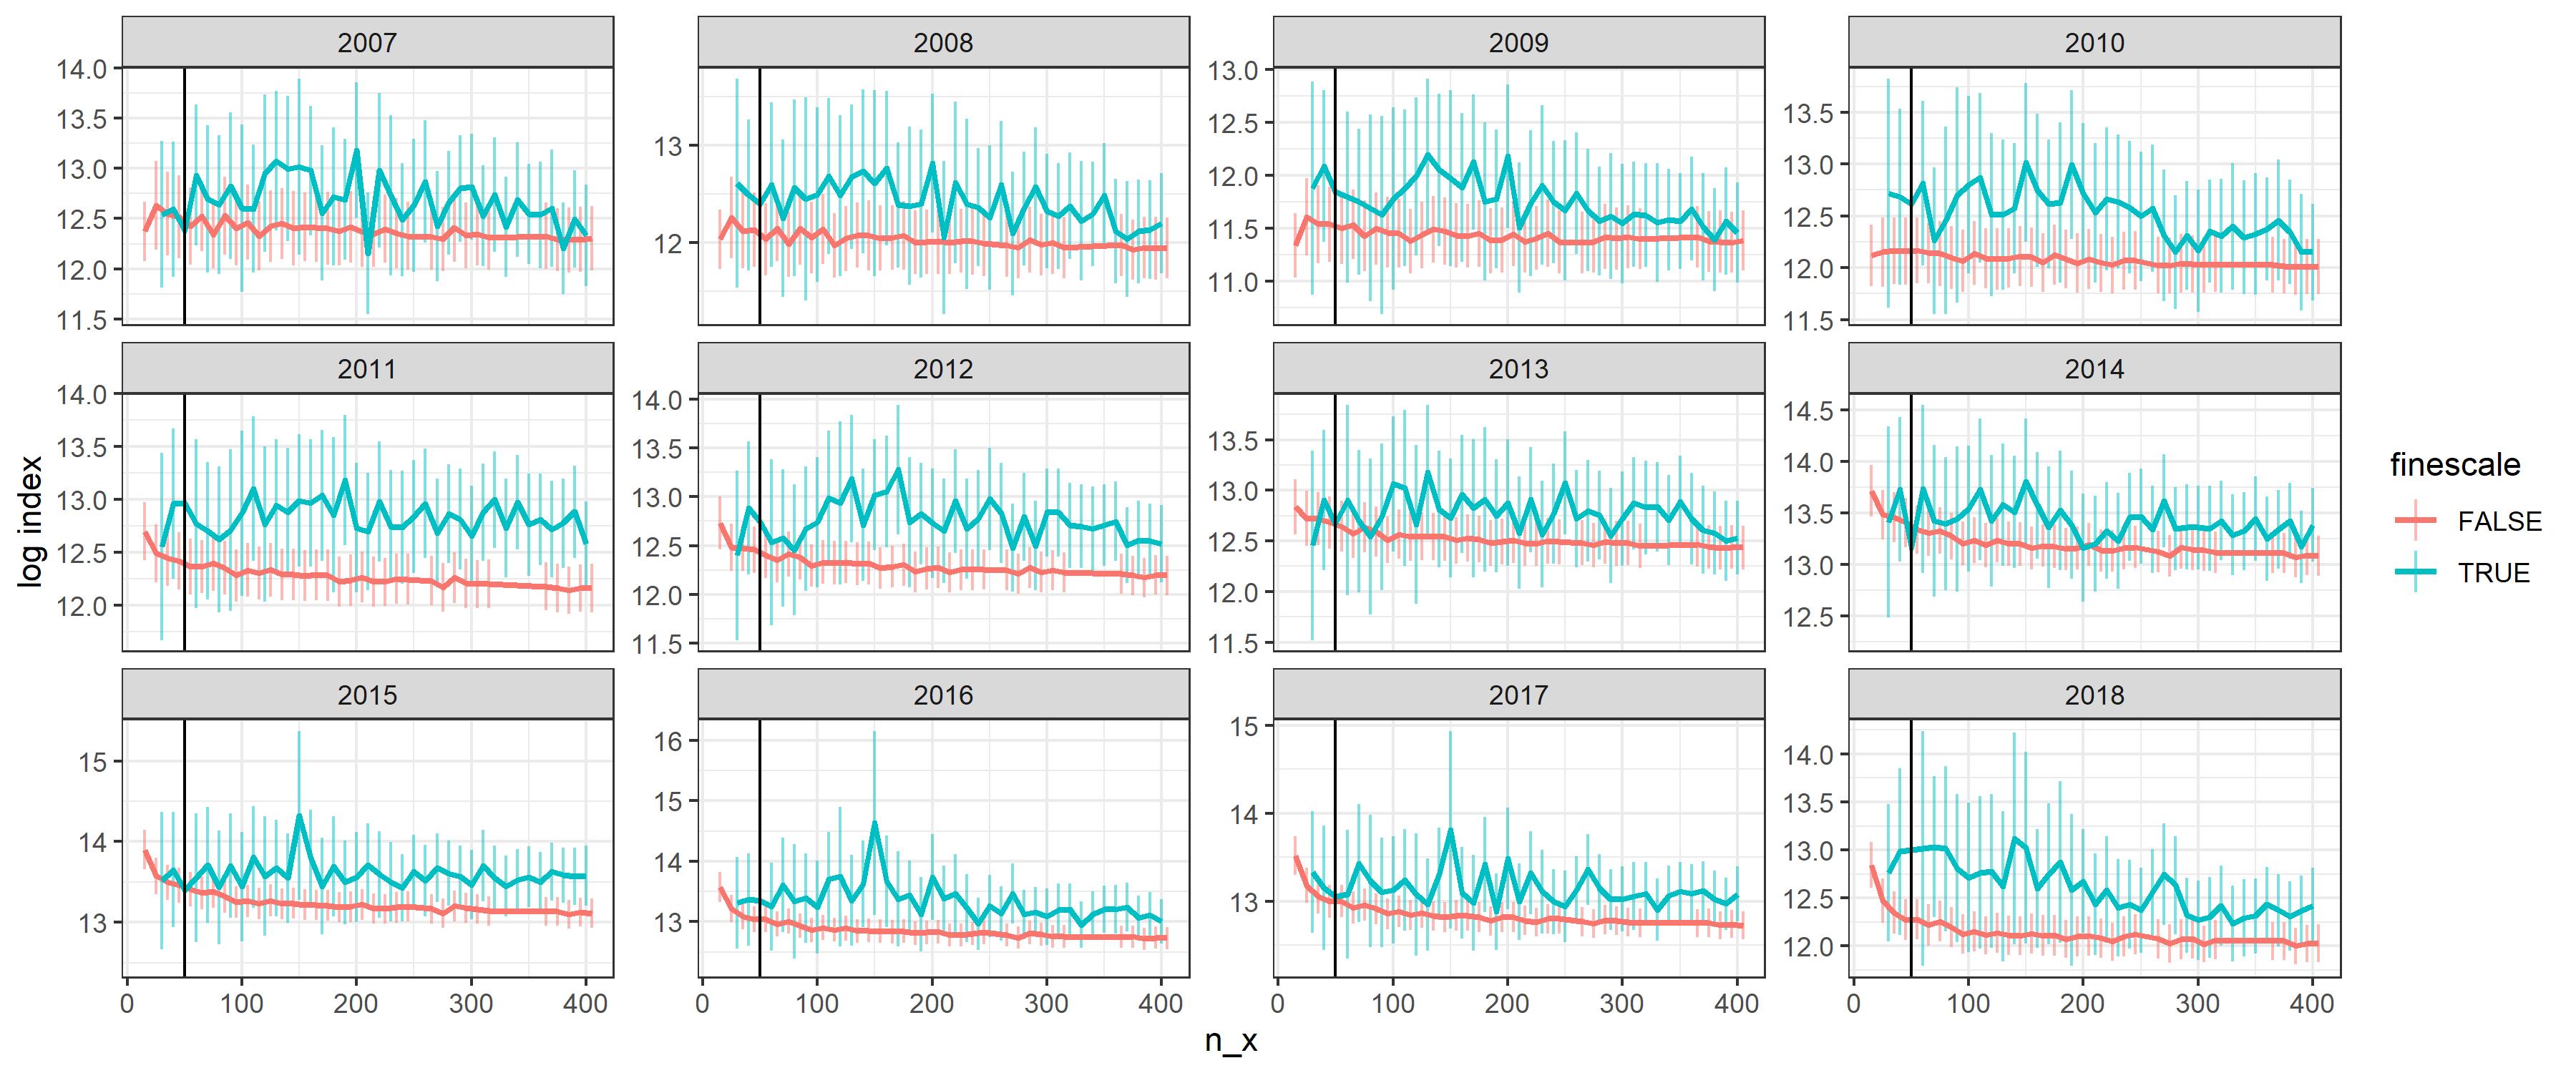 2007 2008 2009 2010
14.0 13.5 13.0 12.5 12.0 11.5
13 12
13.0 12.5 12.0 11.5 11.0
13.5 13.0 12.5 12.0 11.5
2011 2012 2013 2014
14.0 13.5 13.0 12.5 12.0
14.0 13.5 13.0 12.5 12.0 11.5
13.5 13.0 12.5 12.0 11.5
14.5 14.0 13.5 13.0 12.5
2015 2016 2017 2018
15 14 13
16 15 14 13
15 14 13
14.0 13.5 13.0 12.5 12.0
0 100 200 300 400 0 100 200 300 400 0 100 200 300 400 0 100 200 300 400
log index
n_x
finescale
FALSE
TRUE